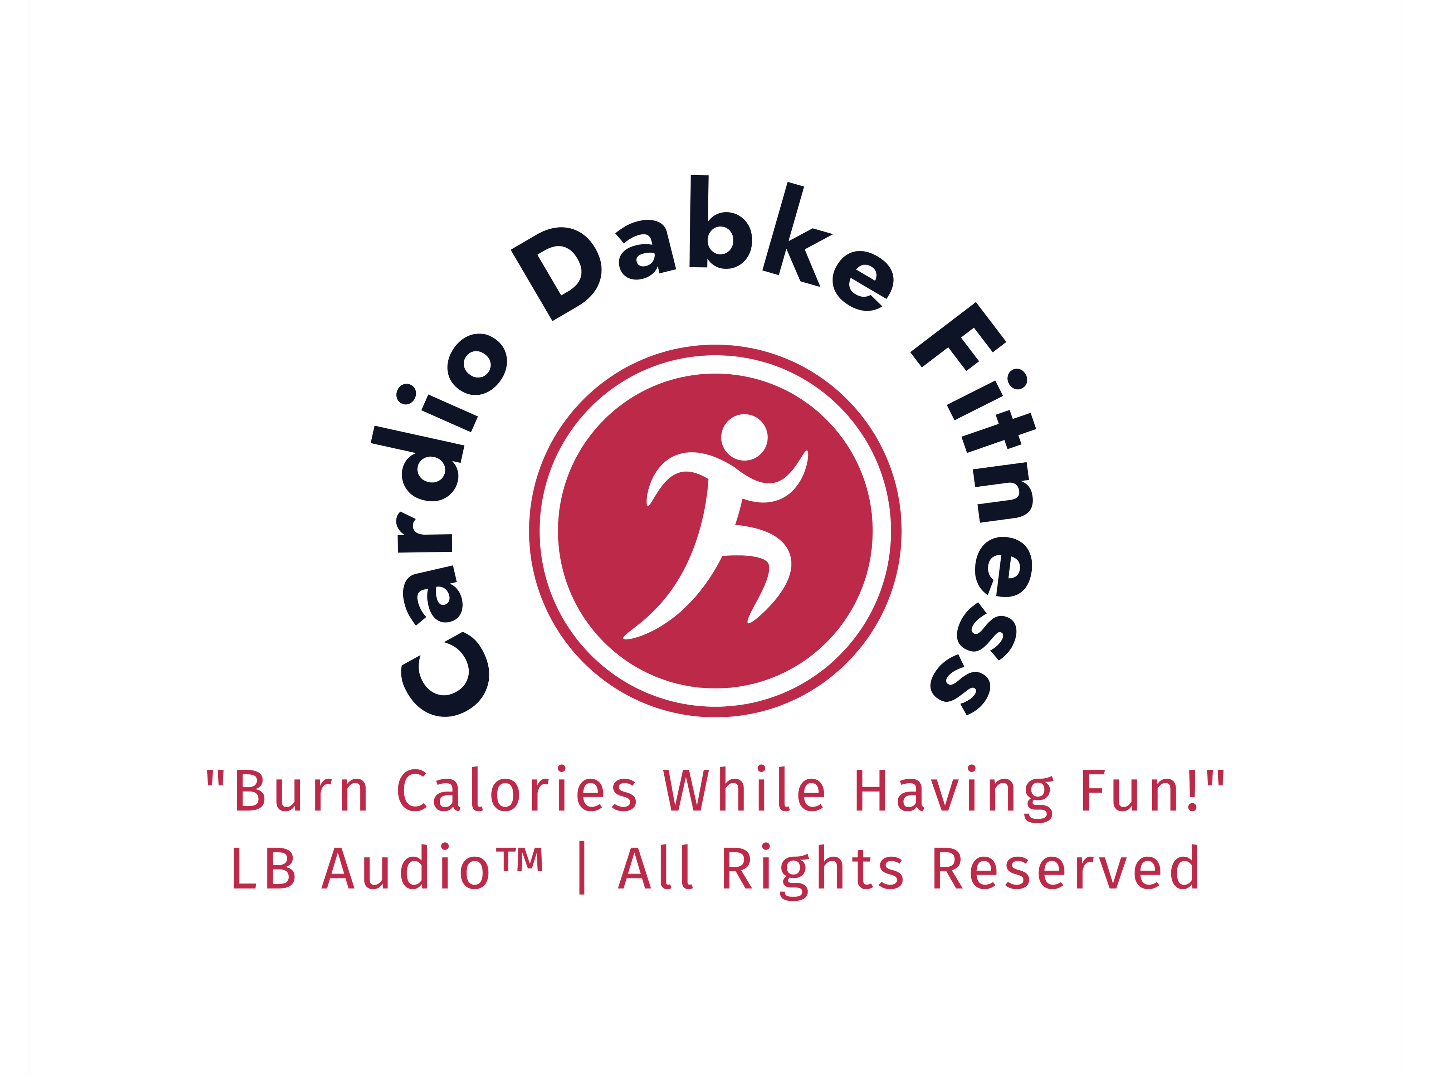 Cardio Dabke Fitness
"Burn Calories While Having Fun!"
LB Audio™ | All Rights Reserved